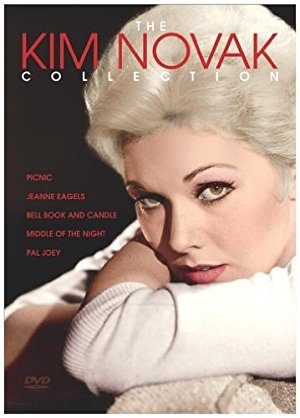 THE
KIM NOVAK
COLLECTION
PICNIC
JEANNE EAGELS
BELL BOOK AND CANDLE
MIDDLE OF THE NIGHT
PAL JOEY
DVD